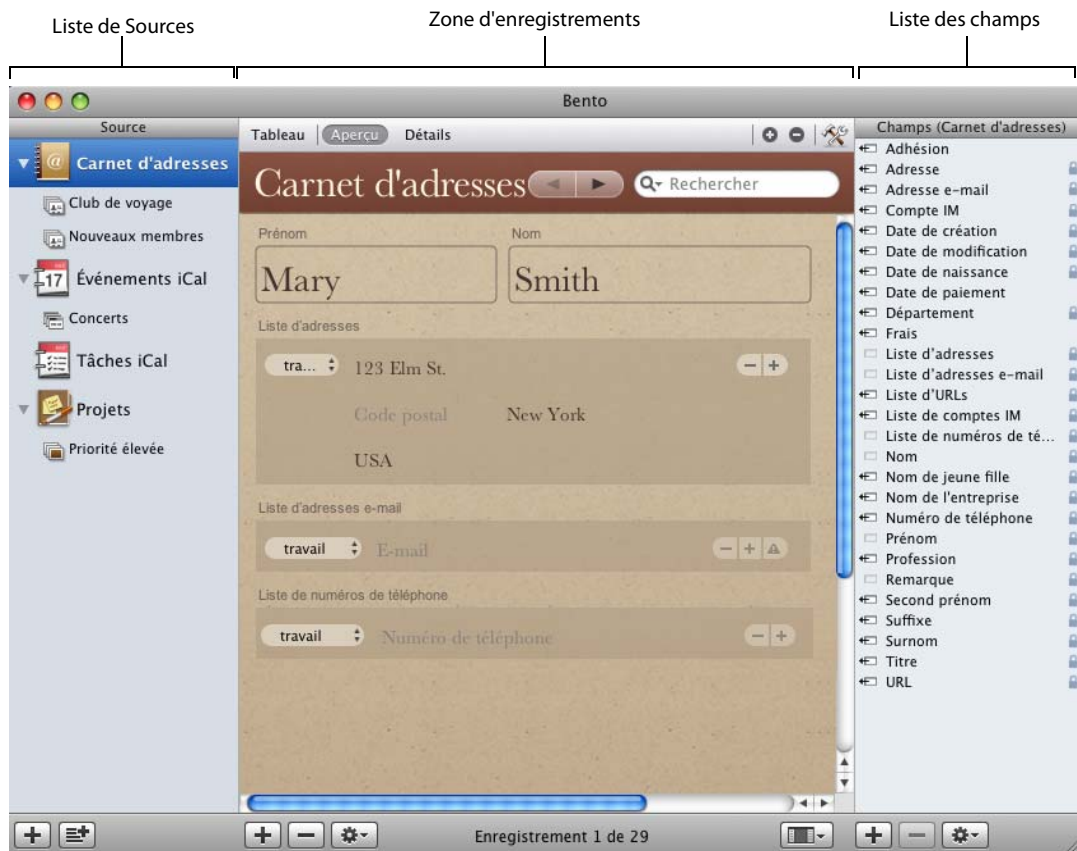 Liste de Sources
Zone d'enregistrements
Liste des champs
Bento
Source
Carnet d'adresses
Club de voyage
Nouveaux membres
17
Événements iCal
Concerts
Tâches iCal
Projets
Priorité élevée
Tableau
Aperçu
Détails
Carnet d'adresses
Rechercher
Prénom
Nom
Mary
Smith
Liste d'adresses
tra...
123 Elm St.
Code postal
New York
USA
Liste d'adresses e-mail
travail
E-mail
Liste de numéros de téléphone
travail
Numéro de téléphone
Enregistrement 1 de 29
Champs (Carnet d'adresses)
Adhésion
Adresse
Adresse e-mail
Compte IM
Date de création
Date de modification
Date de naissance
Date de paiement
Département
Frais
Liste d'adresses
Liste d'adresses e-mail
Liste d'URLs
Liste de comptes IM
Liste de numéros de té...
Nom
Nom de jeune fille
Nom de l'entreprise
Numéro de téléphone
Prénom
Profession
Remarque
Second prénom
Suffixe
Surnom
Titre
URL